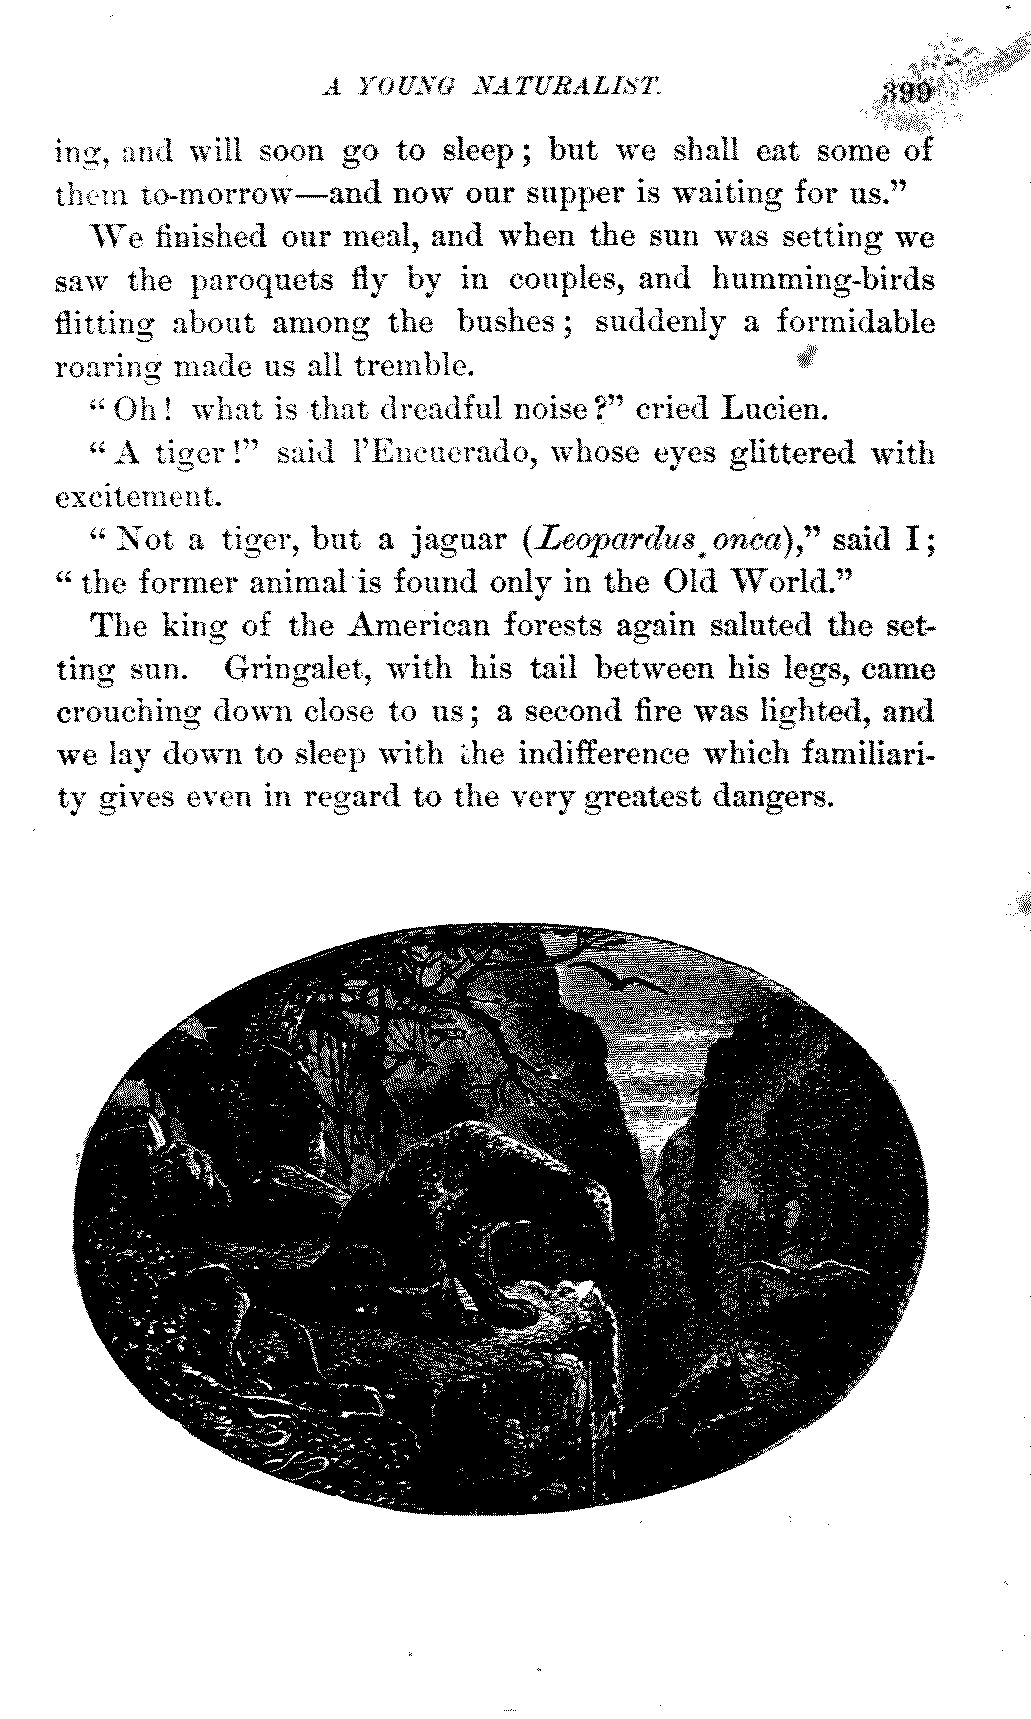 A YOUNG NATURALIST. 399
ing, and will soon go to sleep; but we shall eat some of
them to-morrow—and now our supper is waiting for us."
We finished our meal, and when the sun was setting we
saw the paroquets fly by in couples, and humming-birds
flitting about among the bushes; suddenly a formidable
roaring made us all tremble.
"Oh! what is that dreadful noise?" cried Lucien.
"A tiger!" said l'Encuerado, whose eyes glittered with
excitement.
"Not a tiger, but a jaguar (Leopardus onca)," said I;
"the former animal is found only in the Old World."
The king of the American forests again saluted the set-
ting sun. Gringalet, with his tail between his legs, came
crouching down close to us; a second fire was lighted, and
we lay down to sleep with the indifference which familiari-
ty gives even in regard to the very greatest dangers.